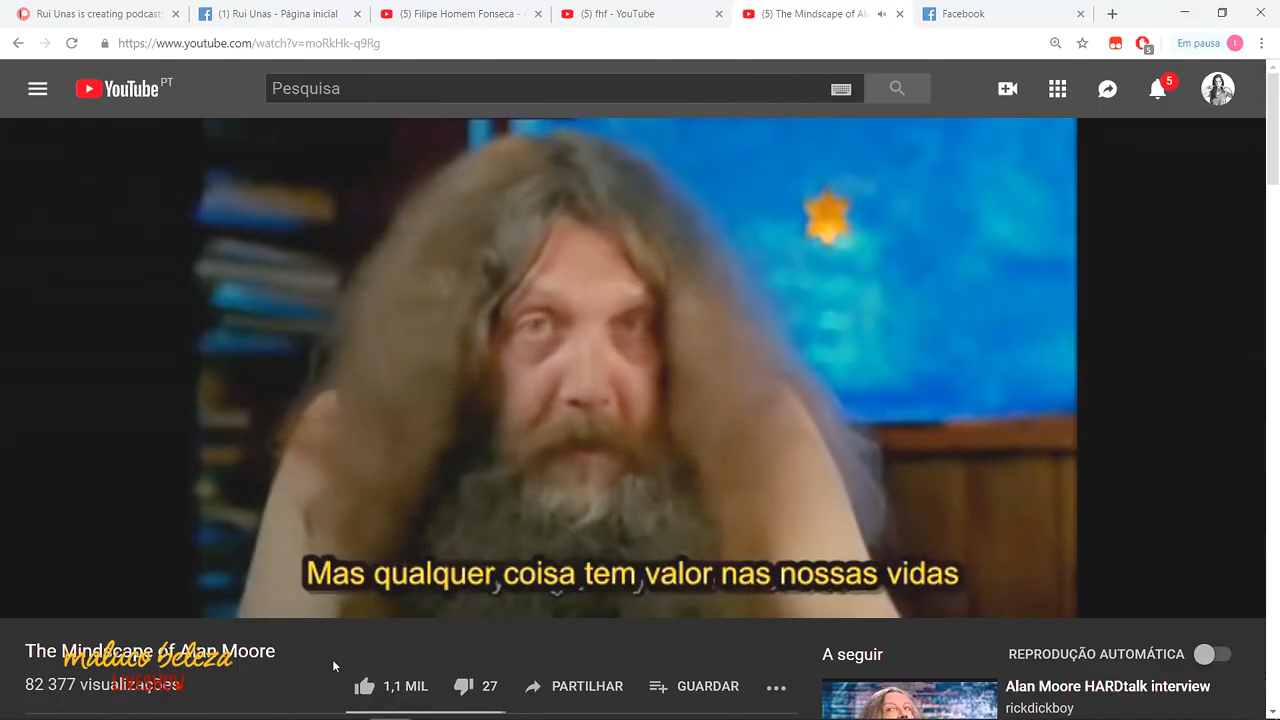 Rui Unas is creating podcast
(1) Rui Unas - Página Inicial
(5) Filipe Homem Fonseca -
(5) fhf - YouTube
(5) The Mindscape of Al
Facebook
https://www.youtube.com/watch?v=moRkHk-q9Rg
5
Em pausa
t
YouTube PT
Pesquisa
5
Mas qualquer coisa tem valor nas nossas vidas
The Mindscape of Alan Moore
maluco beleza
LIVESHOW
82 377 visualizações
1,1 MIL
27
PARTILHAR
GUARDAR
A seguir
REPRODUÇÃO AUTOMÁTICA
Alan Moore HARDtalk interview
rickdickboy